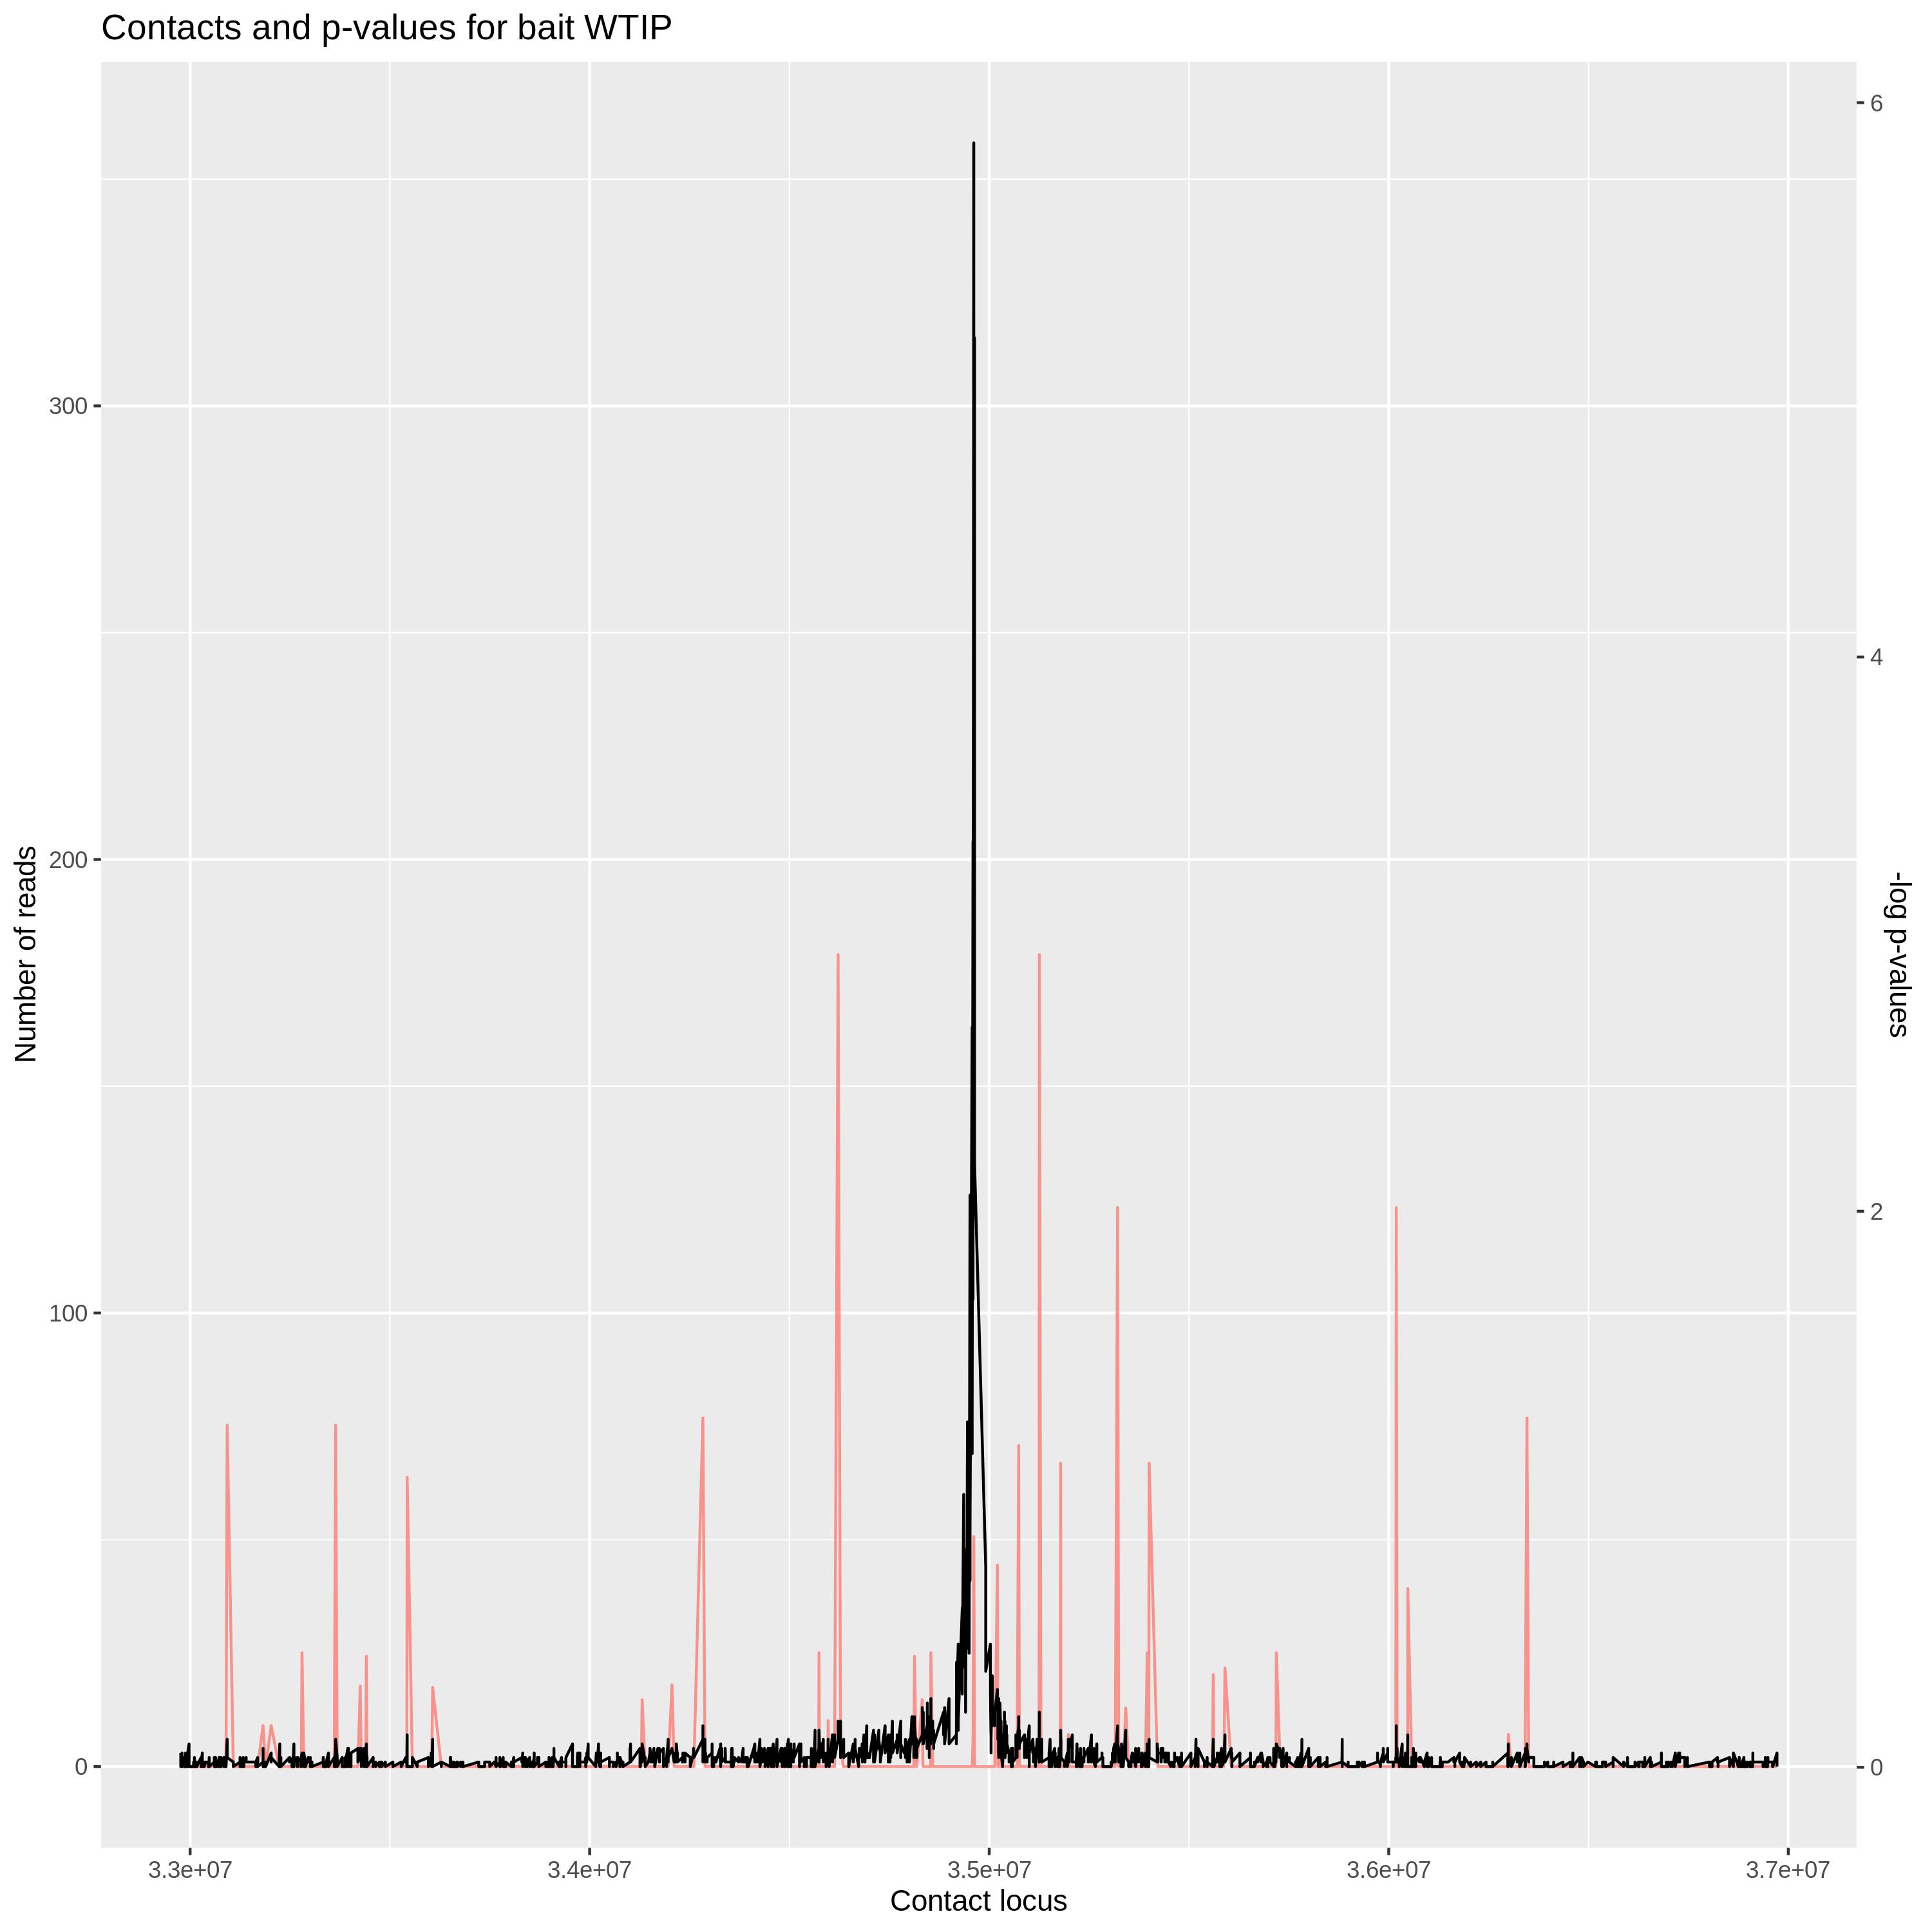 Contacts and p-values for bait WTIP
6
300
4
200
Number of reads
-log p-values
2
100
0
0
3.3e+07
3.4e+07
3.5e+07
3.6e+07
3.7e+07
Contact locus